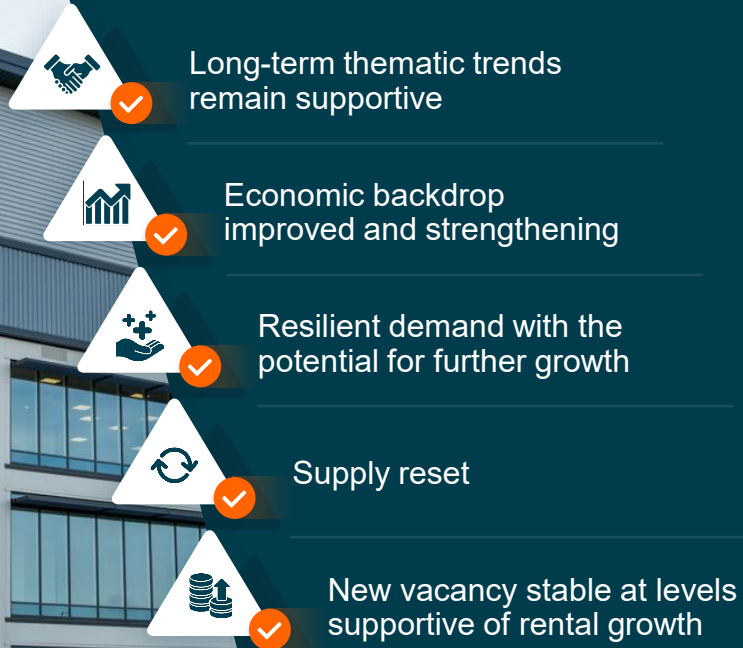 Long-term thematic trends
remain supportive
Economic backdrop
improved and strengthening
Resilient demand with the
potential for further growth
Supply reset
New vacancy stable at levels
supportive of rental growth